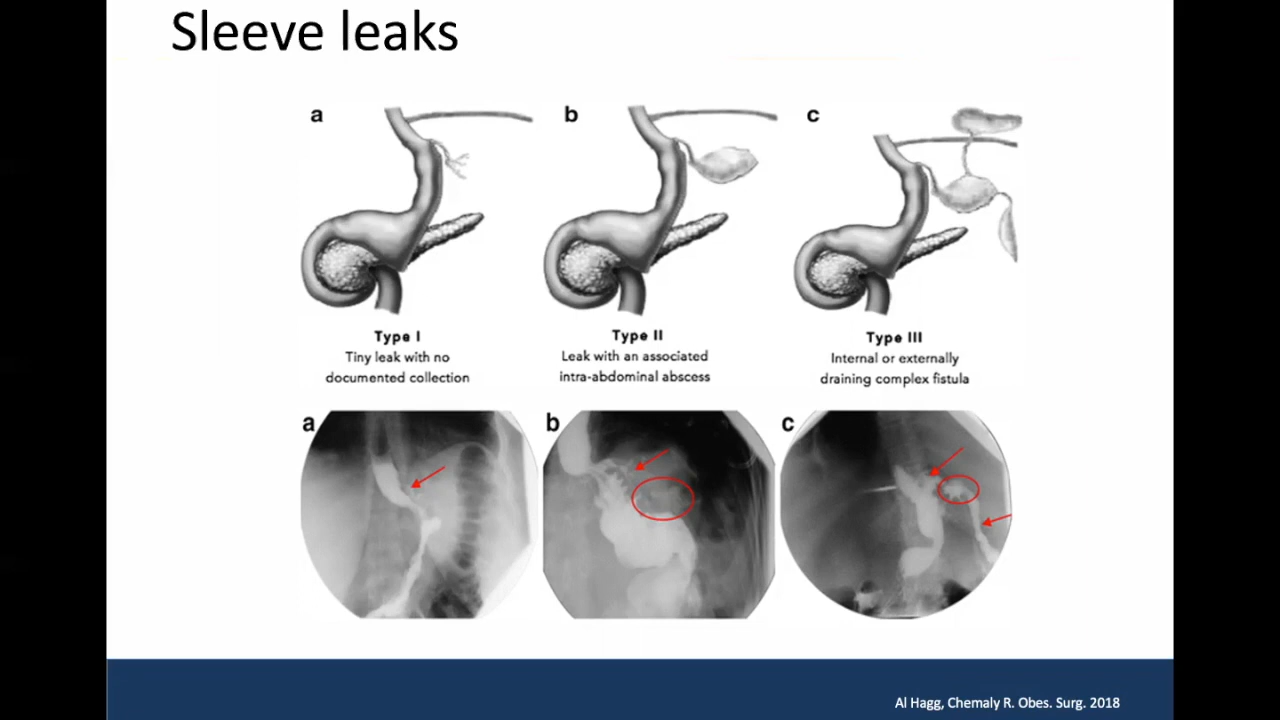 Sleeve leaks
a
b
c
Type I
Tiny leak with no
documented collection
Type II
Leak with an associated
intra-abdominal abscess
Type III
Internal or externally
draining complex fistula
a
b
c
Al Hagg, Chemaly R. Obes. Surg. 2018